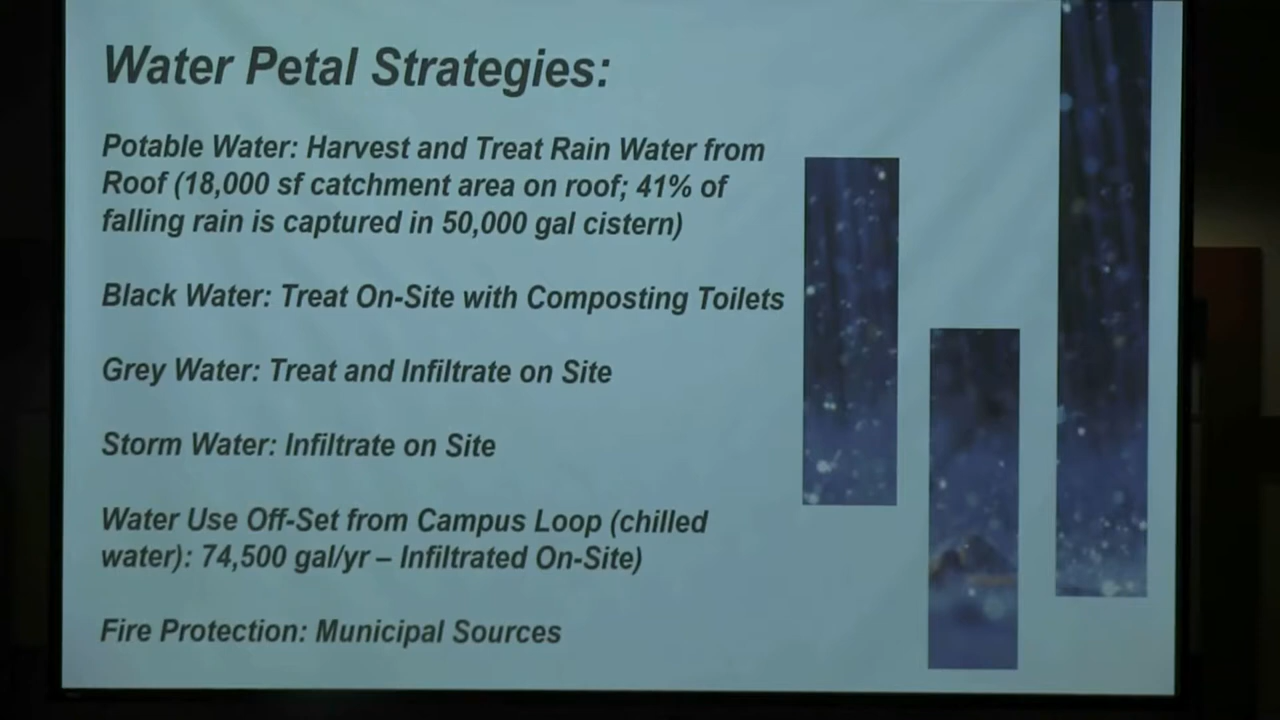 Water Petal Strategies:
Potable Water: Harvest and Treat Rain Water from
Roof (18,000 sf catchment area on roof; 41% of
falling rain is captured in 50,000 gal cistern)
Black Water: Treat On-Site with Composting Toilets
Grey Water: Treat and Infiltrate on Site
Storm Water: Infiltrate on Site
Water Use Off-Set from Campus Loop (chilled
water): 74,500 gal/yr – Infiltrated On-Site)
Fire Protection: Municipal Sources